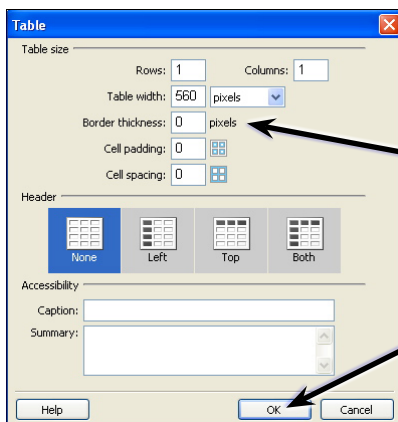 Table
Table size
Rows: 1 Columns: 1
Table width: 560 pixels
Border thickness: 0 pixels
Cell padding: 0
Cell spacing: 0
Header
None Left Top Both
Accessibility
Caption:
Summary:
Help OK Cancel